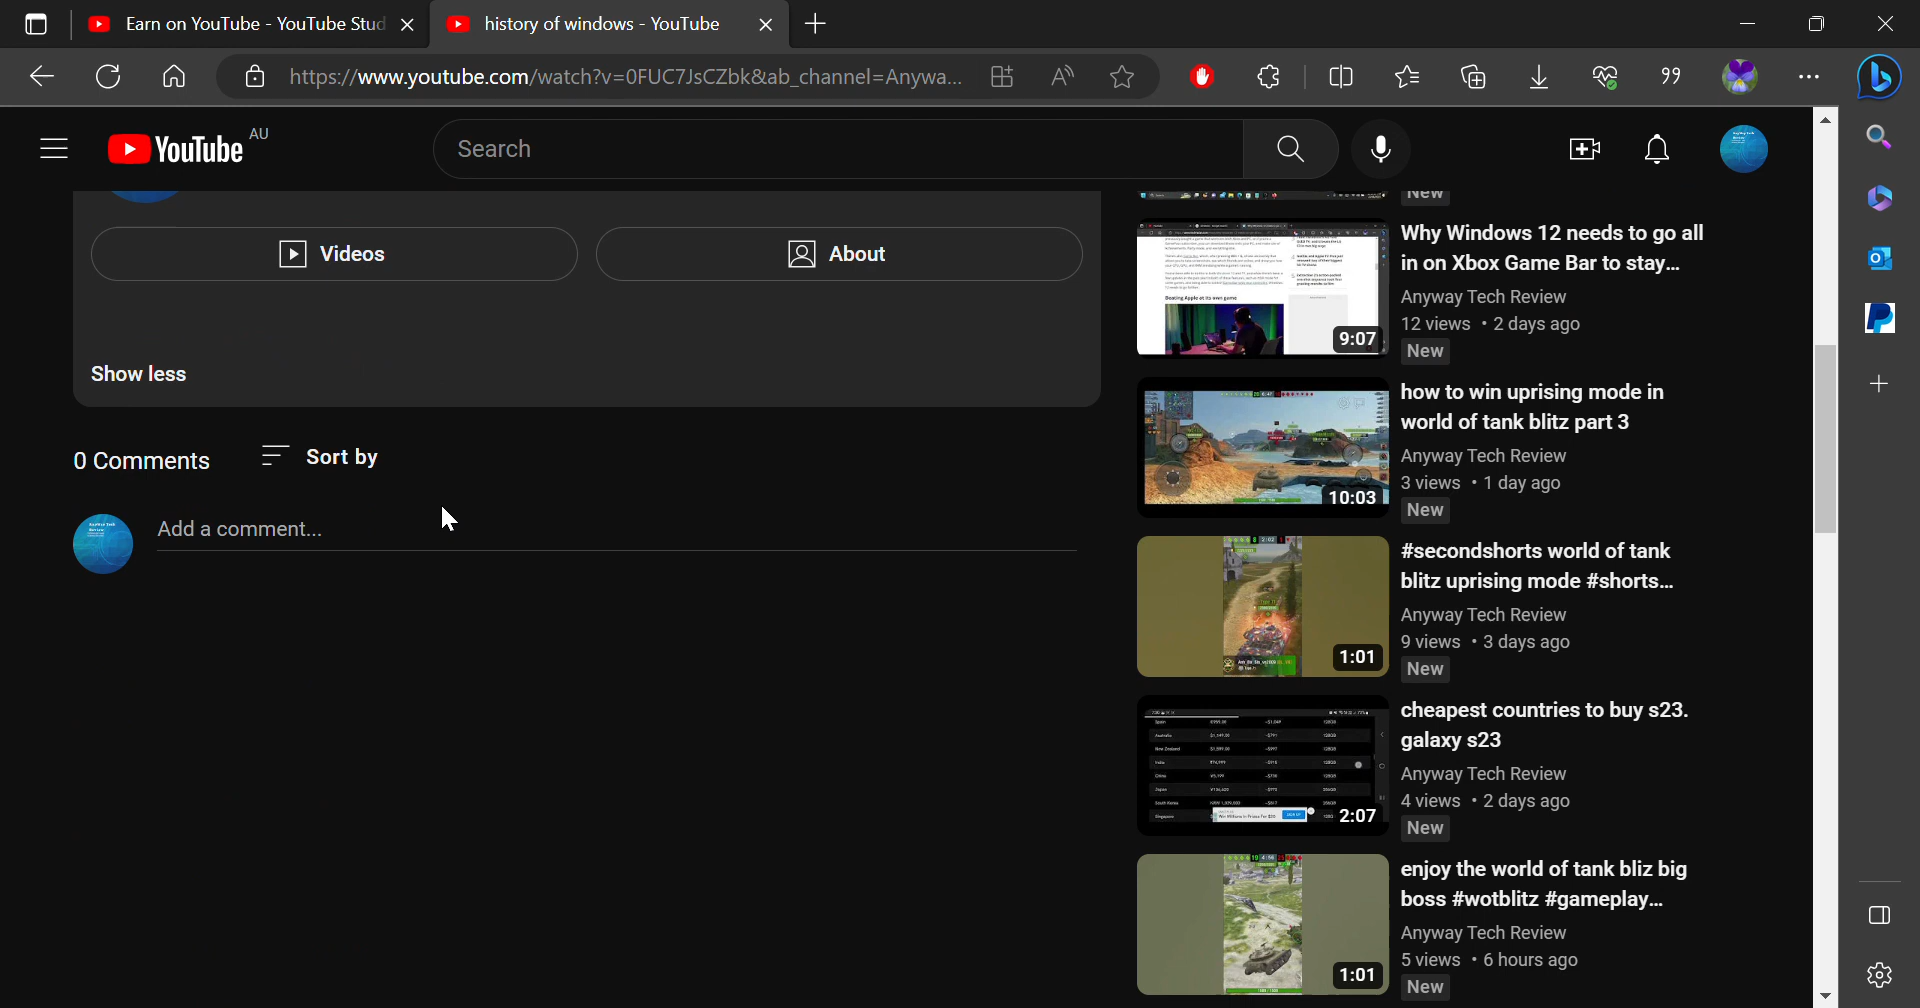 Earn on YouTube - YouTube Stud
history of windows - YouTube
https://www.youtube.com/watch?v=0FUC7JsCZbk&ab_channel=Anywa...
YouTube AU
Search
Videos
About
Show less
0 Comments
Sort by
Add a comment...
New
Why Windows 12 needs to go all
in on Xbox Game Bar to stay...
Anyway Tech Review
12 views • 2 days ago
New
Beating Apple at its own game
9:07
how to win uprising mode in
world of tank blitz part 3
Anyway Tech Review
3 views • 1 day ago
New
10:03
#secondshorts world of tank
blitz uprising mode #shorts...
Anyway Tech Review
9 views • 3 days ago
New
1:01
cheapest countries to buy s23.
galaxy s23
Anyway Tech Review
4 views • 2 days ago
New
2:07
enjoy the world of tank bliz big
boss #wotblitz #gameplay...
Anyway Tech Review
5 views • 6 hours ago
New
1:01